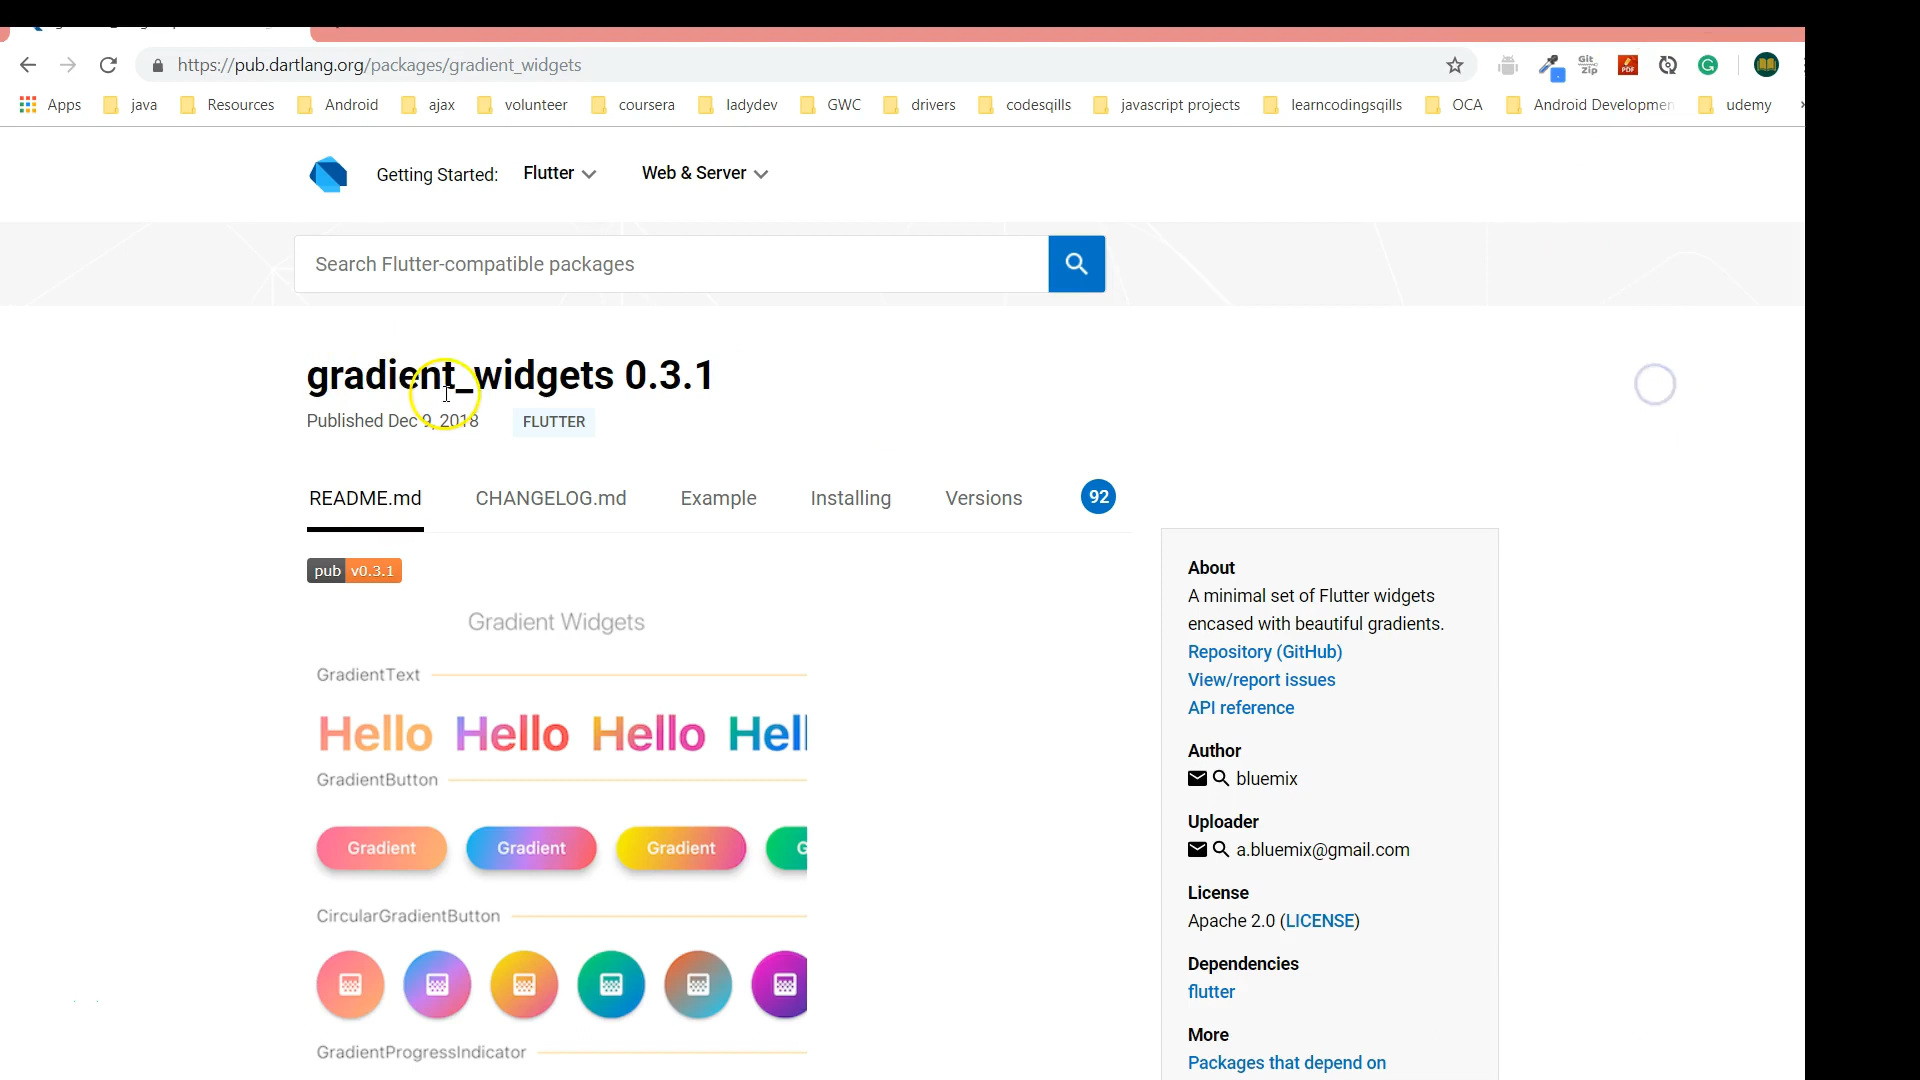 https://pub.dartlang.org/packages/gradient_widgets
Git
Zip
PDF
Apps java Resources Android ajax volunteer coursera ladydev GWC drivers codesqills javascript projects learncodingsqills OCA Android Developmen udemy
Getting Started: Flutter Web & Server
Search Flutter-compatible packages
gradient_widgets 0.3.1
Published Dec 9, 2018 FLUTTER
README.md CHANGELOG.md Example Installing Versions 92
pub v0.3.1
Gradient Widgets
GradientText
Hello Hello Hello Hell
GradientButton
Gradient Gradient Gradient G
CircularGradientButton
GradientProgressIndicator
About
A minimal set of Flutter widgets
encased with beautiful gradients.
Repository (GitHub)
View/report issues
API reference
Author
bluemix
Uploader
a.bluemix@gmail.com
License
Apache 2.0 (LICENSE)
Dependencies
flutter
More
Packages that depend on